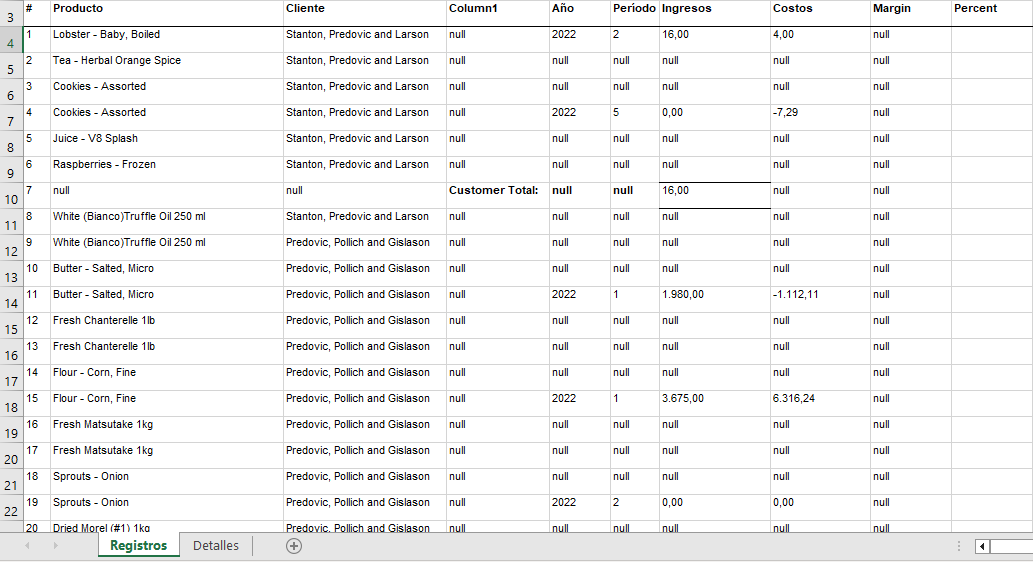 # Producto Cliente Column1 Año Período Ingresos Costos Margin Percent
3
4 1 Lobster - Baby, Boiled Stanton, Predovic and Larson null 2022 2 16,00 4,00 null
5 2 Tea - Herbal Orange Spice Stanton, Predovic and Larson null null null null null null
6 3 Cookies - Assorted Stanton, Predovic and Larson null null null null null null
7 4 Cookies - Assorted Stanton, Predovic and Larson null 2022 5 0,00 -7,29 null
8 5 Juice - V8 Splash Stanton, Predovic and Larson null null null null null null
9 6 Raspberries - Frozen Stanton, Predovic and Larson null null null null null null
10 7 null null Customer Total: null null 16,00 null null
11 8 White (Bianco)Truffle Oil 250 ml Stanton, Predovic and Larson null null null null null null
12 9 White (Bianco)Truffle Oil 250 ml Predovic, Pollich and Gislason null null null null null null
13 10 Butter - Salted, Micro Predovic, Pollich and Gislason null null null null null null
14 11 Butter - Salted, Micro Predovic, Pollich and Gislason null 2022 1 1.980,00 -1.112,11 null
15 12 Fresh Chanterelle 1lb Predovic, Pollich and Gislason null null null null null null
16 13 Fresh Chanterelle 1lb Predovic, Pollich and Gislason null null null null null null
17 14 Flour - Corn, Fine Predovic, Pollich and Gislason null null null null null null
18 15 Flour - Corn, Fine Predovic, Pollich and Gislason null 2022 1 3.675,00 6.316,24 null
19 16 Fresh Matsutake 1kg Predovic, Pollich and Gislason null null null null null null
20 17 Fresh Matsutake 1kg Predovic, Pollich and Gislason null null null null null null
21 18 Sprouts - Onion Predovic, Pollich and Gislason null null null null null null
22 19 Sprouts - Onion Predovic, Pollich and Gislason null 2022 2 0,00 0,00 null
20 Dried Morel (#1) 1kg Predovic, Pollich and Gislason null null null null null null
Registros Detalles